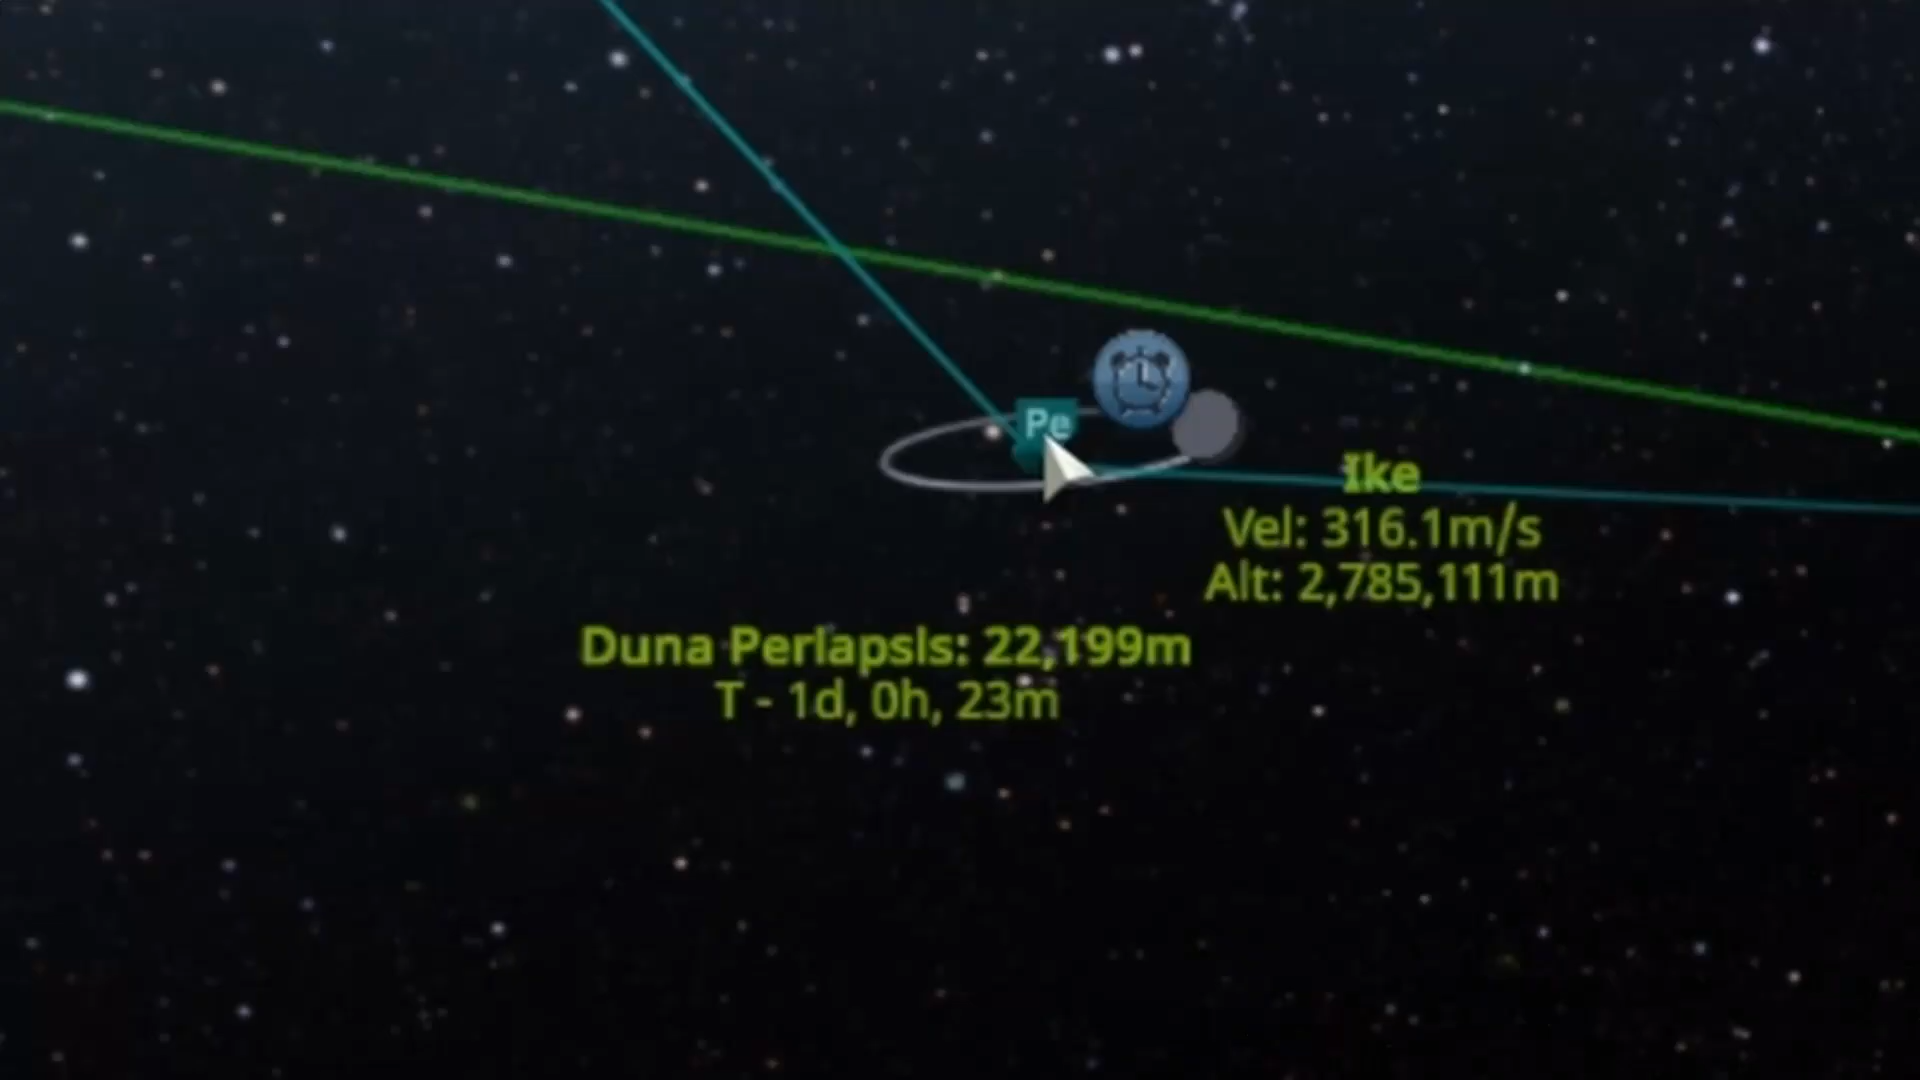 Pe
Ike
Vel: 316.1m/s
Alt: 2,785,111m
Duna Periapsis: 22,199m
T - 1d, 0h, 23m